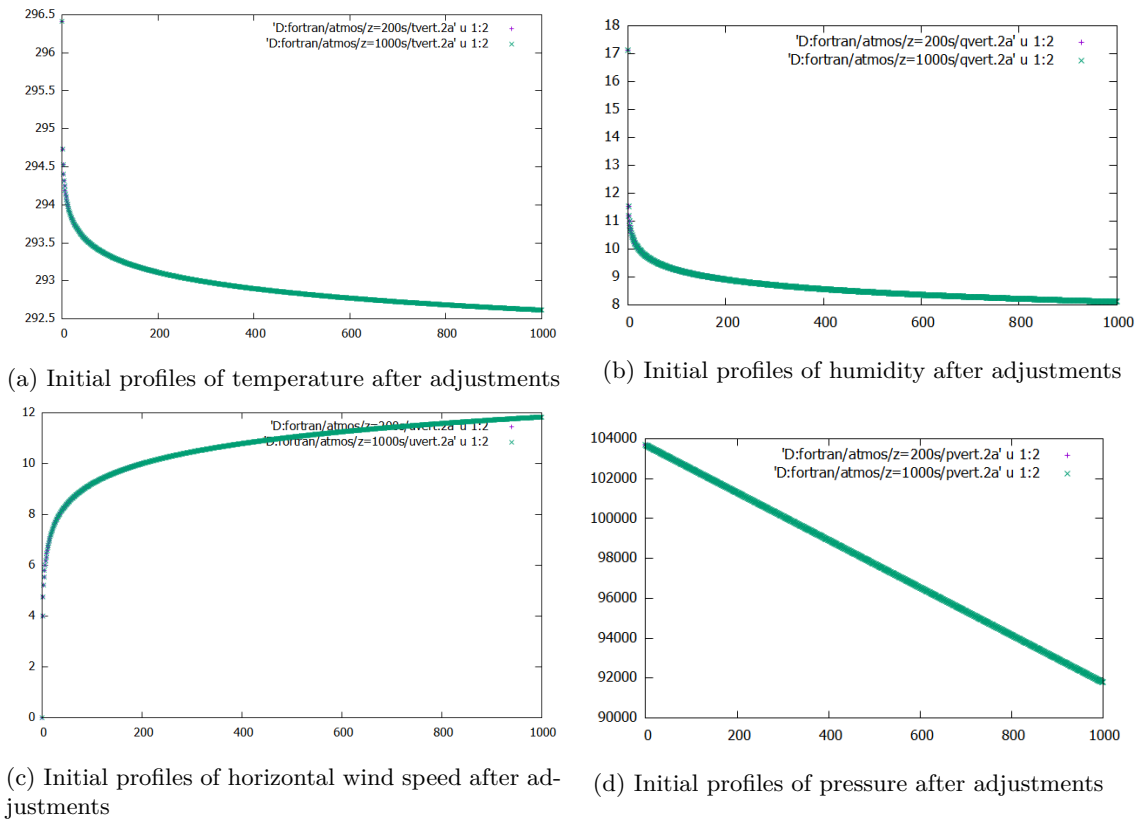 'D:fortran/atmos/z=200s/tvert.2a' u 1:2
'D:fortran/atmos/z=1000s/tvert.2a' u 1:2
296.5
296
295.5
295
294.5
294
293.5
293
292.5
0 200 400 600 800 1000
(a) Initial profiles of temperature after adjustments
'D:fortran/atmos/z=200s/qvert.2a' u 1:2
'D:fortran/atmos/z=1000s/qvert.2a' u 1:2
18
17
16
15
14
13
12
11
10
9
8
0 200 400 600 800 1000
(b) Initial profiles of humidity after adjustments
'D:fortran/atmos/z=200s/uvert.2a' u 1:2
'D:fortran/atmos/z=1000s/uvert.2a' u 1:2
12
10
8
6
4
2
0
0 200 400 600 800 1000
(c) Initial profiles of horizontal wind speed after ad-
justments
'D:fortran/atmos/z=200s/pvert.2a' u 1:2
'D:fortran/atmos/z=1000s/pvert.2a' u 1:2
104000
102000
100000
98000
96000
94000
92000
90000
0 200 400 600 800 1000
(d) Initial profiles of pressure after adjustments